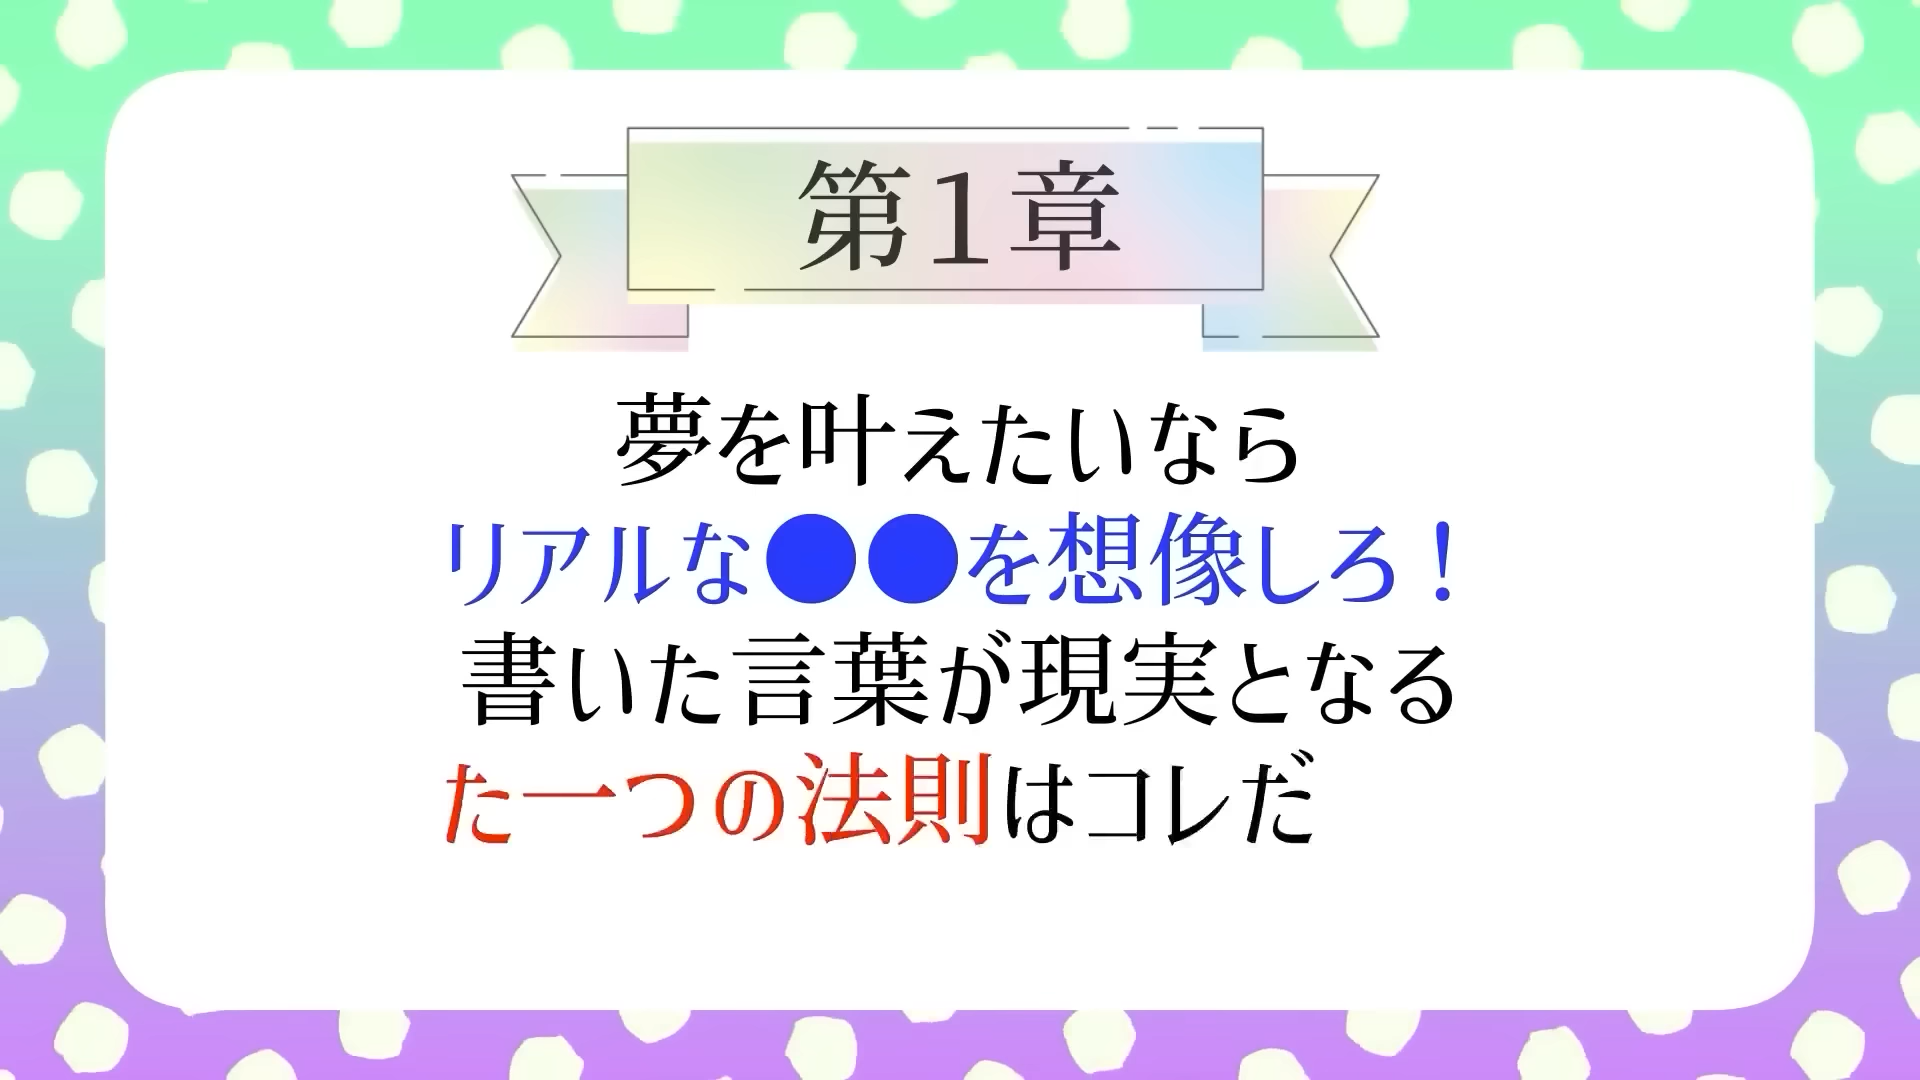 第1章
夢を叶えたいなら
リアルな●●を想像しろ！
書いた言葉が現実となる
た一つの法則はコレだ